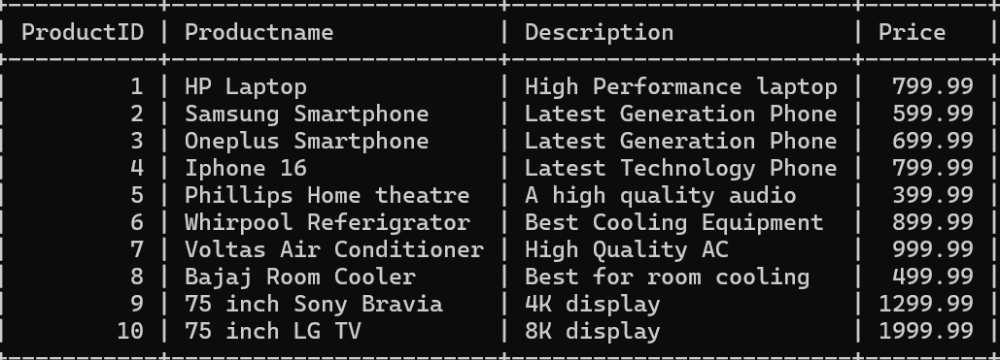 | ProductID | Productname | Description | Price |
| 1 | HP Laptop | High Performance laptop | 799.99 |
| 2 | Samsung Smartphone | Latest Generation Phone | 599.99 |
| 3 | Oneplus Smartphone | Latest Generation Phone | 699.99 |
| 4 | Iphone 16 | Latest Technology Phone | 799.99 |
| 5 | Phillips Home theatre | A high quality audio | 399.99 |
| 6 | Whirpool Referigrator | Best Cooling Equipment | 899.99 |
| 7 | Voltas Air Conditioner | High Quality AC | 999.99 |
| 8 | Bajaj Room Cooler | Best for room cooling | 499.99 |
| 9 | 75 inch Sony Bravia | 4K display | 1299.99 |
| 10 | 75 inch LG TV | 8K display | 1999.99 |